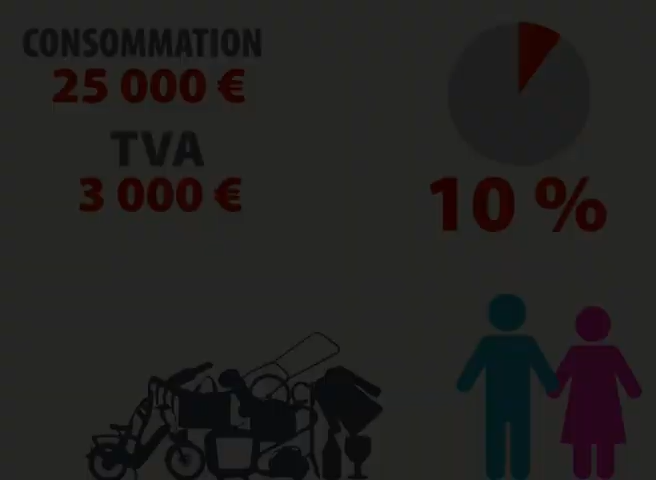 CONSOMMATION
25 000 €
TVA
3 000 €
10 %